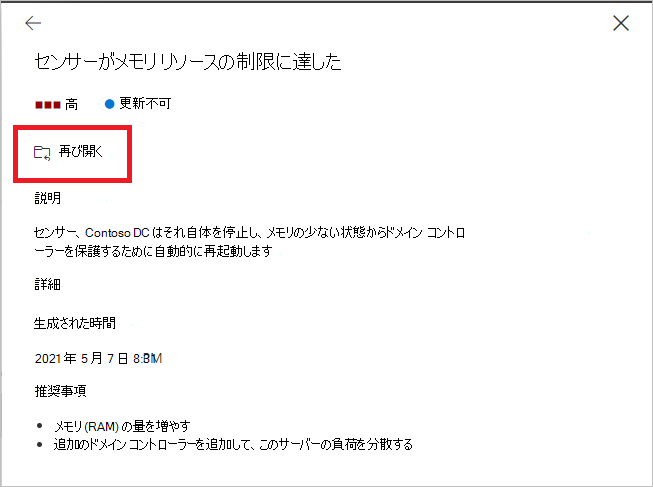 センサーがメモリ リソースの制限に達した
高 更新不可
再び開く
説明
センサー、Contoso DC はそれ自体を停止し、メモリの少ない状態からドメイン コントロ
ーラーを保護するために自動的に再起動します
詳細
生成された時間
2021 年 5 月 7 日
推奨事項
メモリ (RAM) の量を増やす
追加のドメイン コントローラーを追加して、このサーバーの負荷を分散する